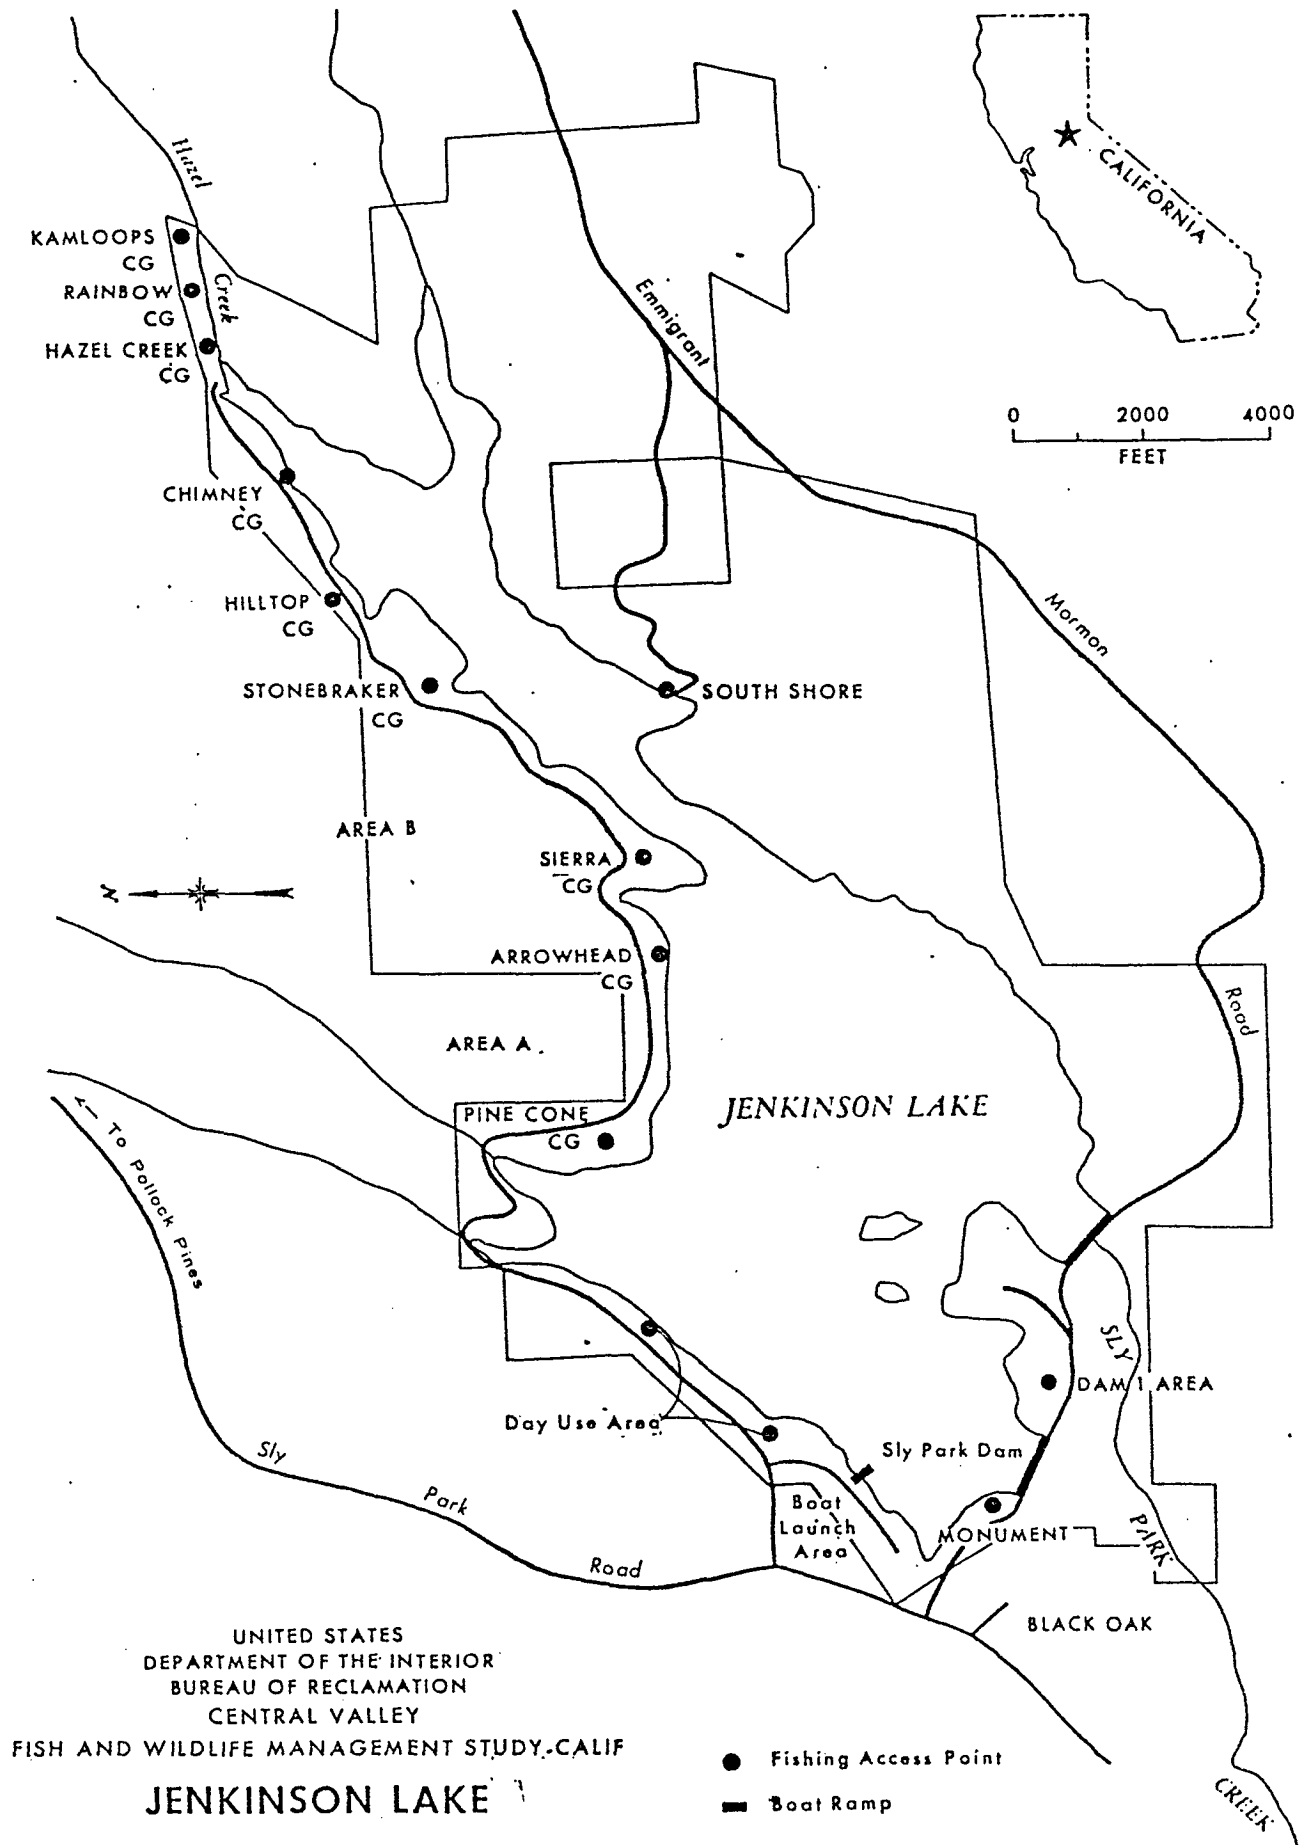 Hazel
Creek
KAMLOOPS
CG
RAINBOW
CG
HAZEL CREEK
CG
CHIMNEY
CG
HILLTOP
CG
STONEBRAKER
CG
CALIFORNIA
0 2000 4000
FEET
Emmigrant
Mormon
Road
SOUTH SHORE
AREA B
SIERRA
CG
N
ARROWHEAD
CG
AREA A
PINE CONE
CG
JENKINSON LAKE
To Pollock Pines
Sly
Park
Road
Day Use Area
Boat
Launch
Area
Sly Park Dam
DAM 1 AREA
MONUMENT
BLACK OAK
SLY
PARK
CREEK
UNITED STATES
DEPARTMENT OF THE INTERIOR
BUREAU OF RECLAMATION
CENTRAL VALLEY
FISH AND WILDLIFE MANAGEMENT STUDY-CALIF
JENKINSON LAKE
Fishing Access Point
Boat Ramp